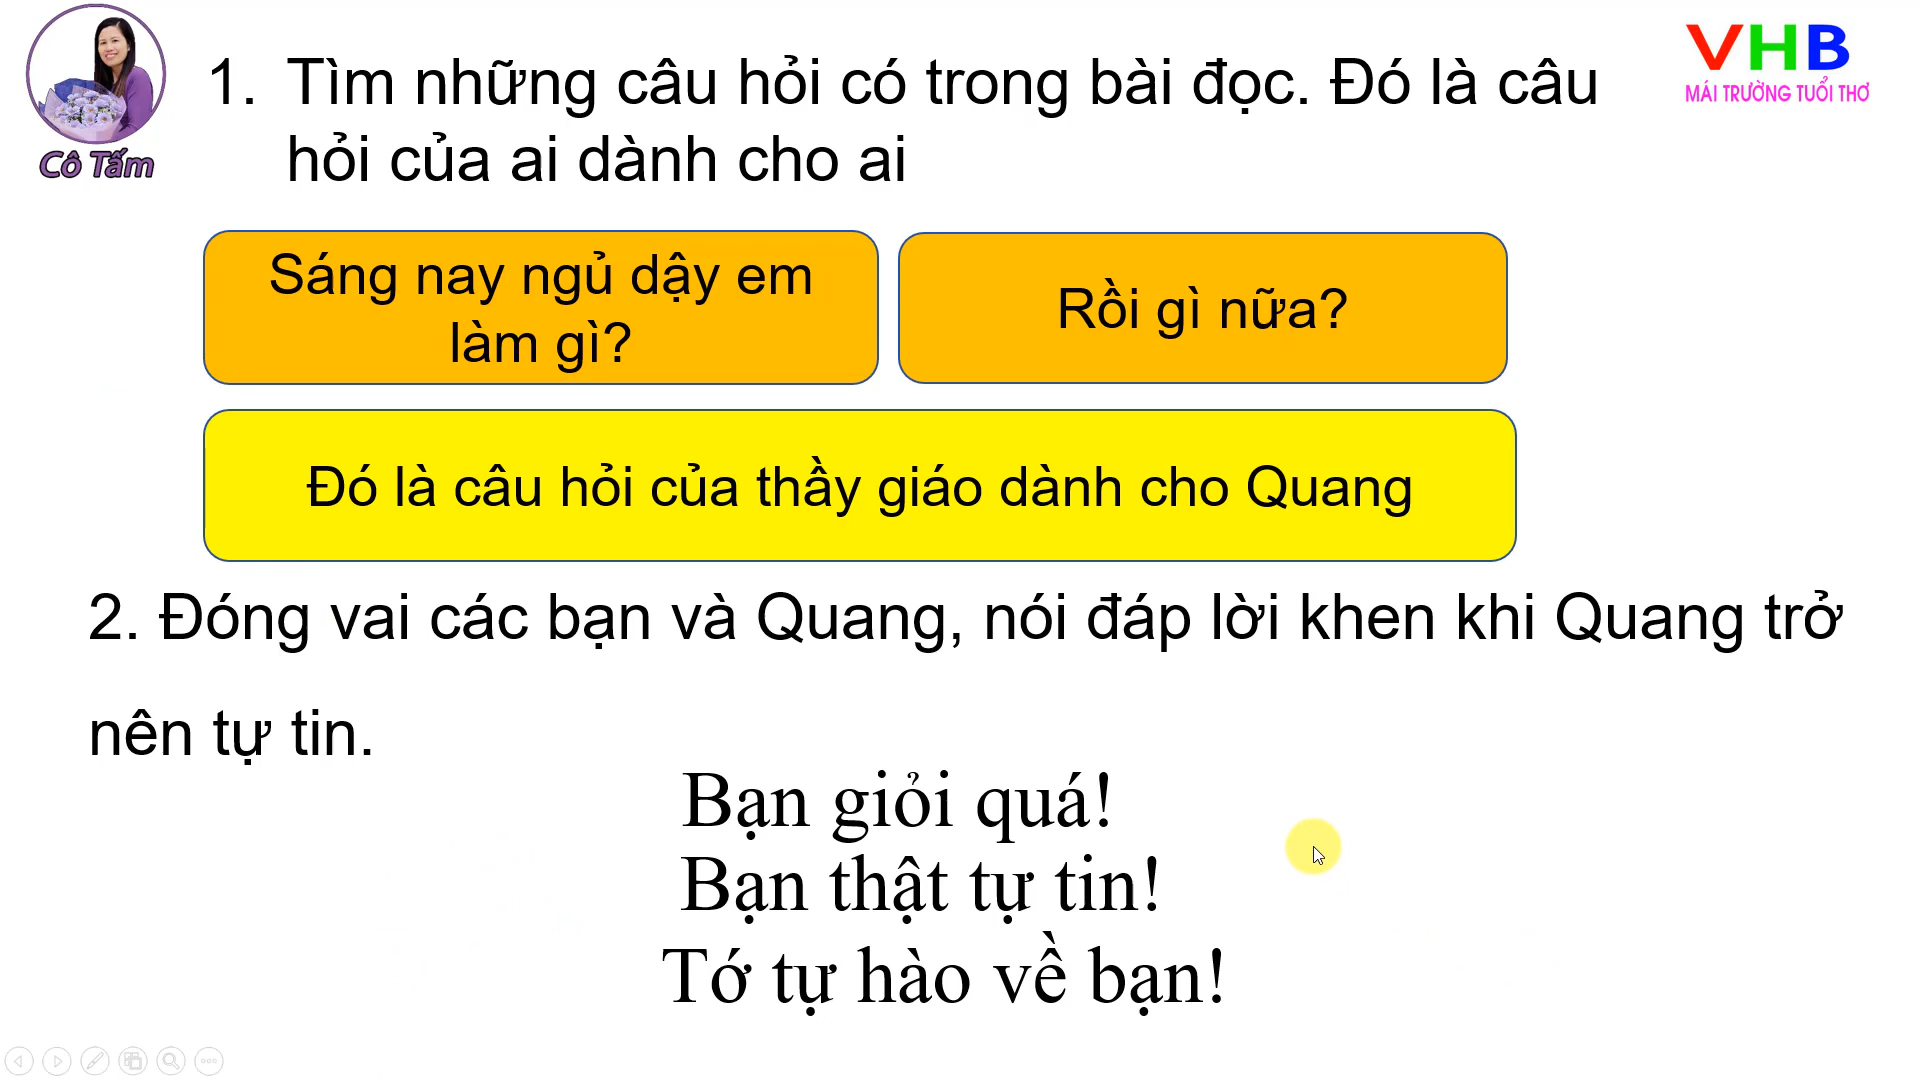 Cô Tấm
VHB
MÁI TRƯỜNG TUỔI THƠ
1. Tìm những câu hỏi có trong bài đọc. Đó là câu
hỏi của ai dành cho ai
Sáng nay ngủ dậy em
làm gì?
Rồi gì nữa?
Đó là câu hỏi của thầy giáo dành cho Quang
2. Đóng vai các bạn và Quang, nói đáp lời khen khi Quang trở
nên tự tin.
Bạn giỏi quá!
Bạn thật tự tin!
Tớ tự hào về bạn!